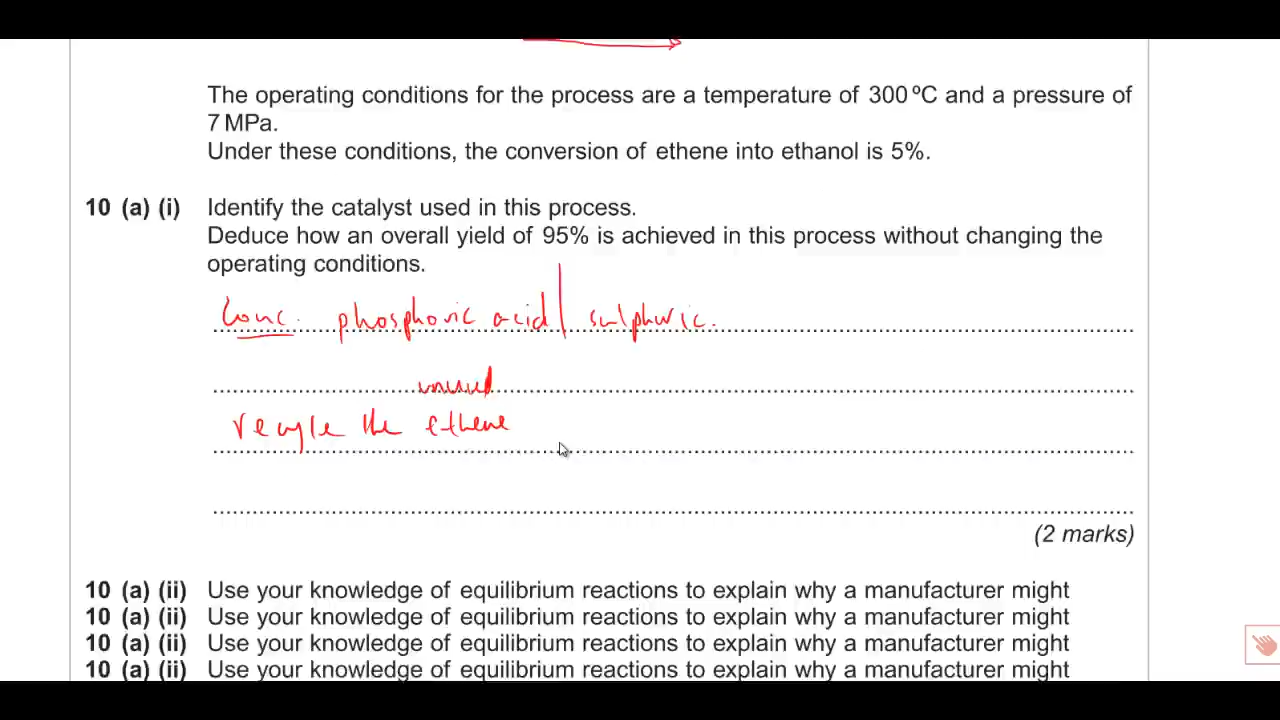 The operating conditions for the process are a temperature of 300 ºC and a pressure of
7 MPa.
Under these conditions, the conversion of ethene into ethanol is 5%.
10 (a) (i) Identify the catalyst used in this process.
Deduce how an overall yield of 95% is achieved in this process without changing the
operating conditions.
Conc. phosphoric acid / sulphuric.
unused
recycle the ethene
(2 marks)
10 (a) (ii) Use your knowledge of equilibrium reactions to explain why a manufacturer might
10 (a) (ii) Use your knowledge of equilibrium reactions to explain why a manufacturer might
10 (a) (ii) Use your knowledge of equilibrium reactions to explain why a manufacturer might
10 (a) (ii) Use your knowledge of equilibrium reactions to explain why a manufacturer might